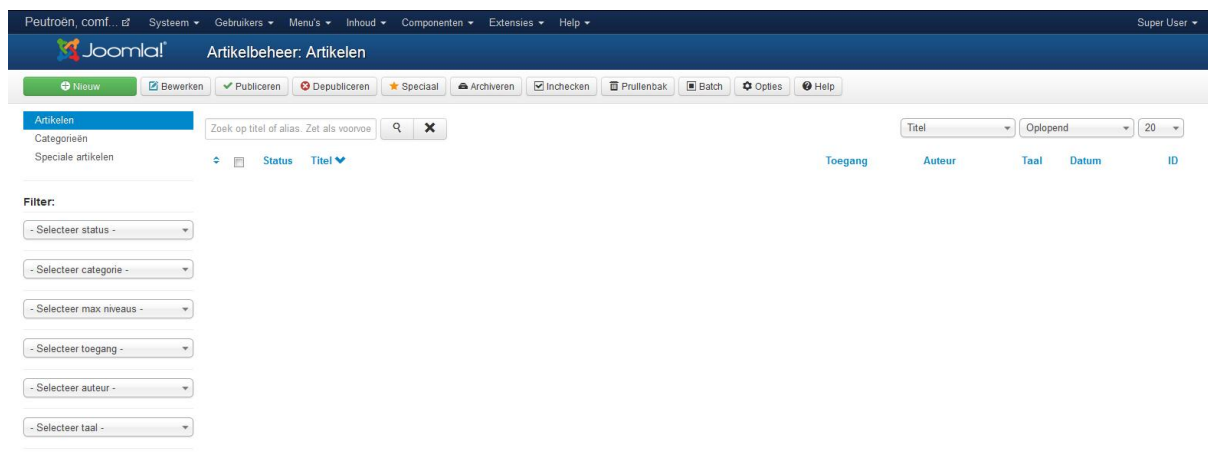 Peutroën, comf... Systeem Gebruikers Menu's Inhoud Componenten Extensies Help Super User
Joomla!® Artikelbeheer: Artikelen
Nieuw Bewerken Publiceren Depubliceren Speciaal Archiveren Inchecken Prullenbak Batch Opties Help
Artikelen
Categorieën
Speciale artikelen
Zoek op titel of alias. Zet als voorvoe Titel Oplopend 20
Status Titel Toegang Auteur Taal Datum ID
Filter:
- Selecteer status -
- Selecteer categorie -
- Selecteer max niveaus -
- Selecteer toegang -
- Selecteer auteur -
- Selecteer taal -